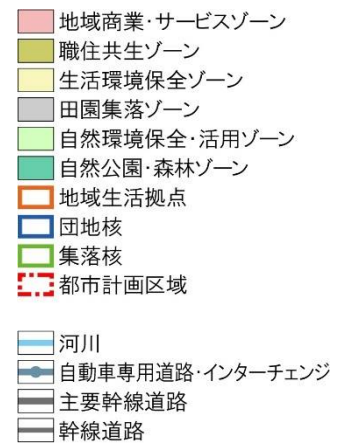 地域商業・サービスゾーン
職住共生ゾーン
生活環境保全ゾーン
田園集落ゾーン
自然環境保全・活用ゾーン
自然公園・森林ゾーン
地域生活拠点
団地核
集落核
都市計画区域
河川
自動車専用道路・インターチェンジ
主要幹線道路
幹線道路